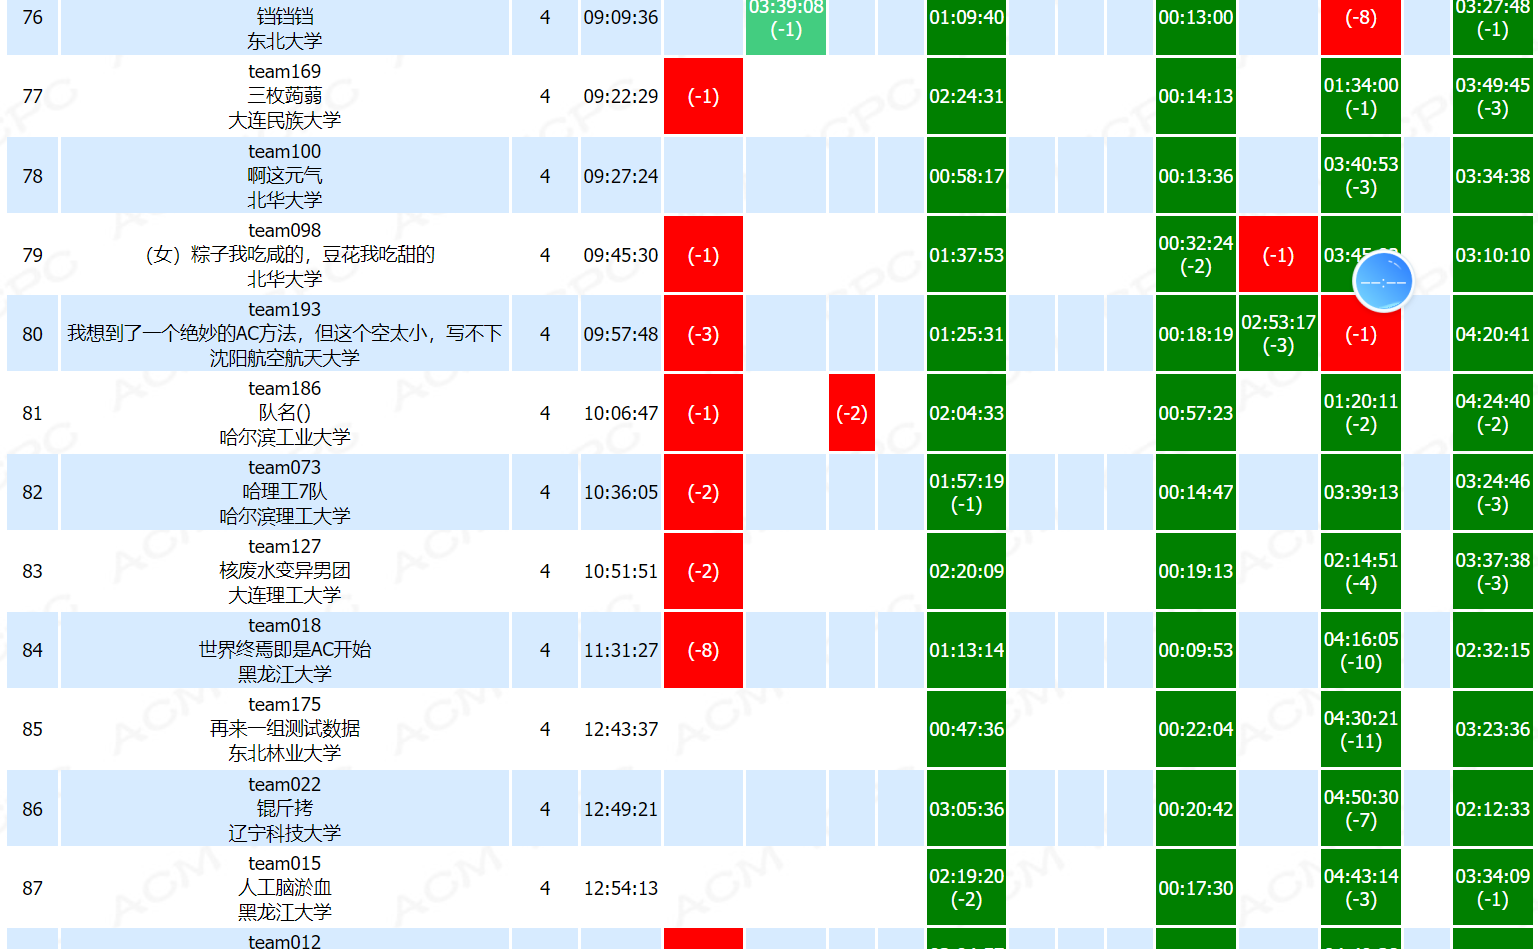 76 铛铛铛 4 09:09:36 03:39:08 01:09:40 00:13:00 (-8) 03:27:48
东北大学 (-1) (-1)
team169
77 三枚蒟蒻 4 09:22:29 (-1) 02:24:31 00:14:13 01:34:00 03:49:45
大连民族大学 (-1) (-3)
team100
78 啊这元气 4 09:27:24 00:58:17 00:13:36 03:40:53 03:34:38
北华大学 (-3)
team098
79 （女）粽子我吃咸的，豆花我吃甜的 4 09:45:30 (-1) 01:37:53 00:32:24 (-1) 03:10:10
北华大学 (-2)
--:--
team193
80 我想到了一个绝妙的AC方法，但这个空太小，写不下 4 09:57:48 (-3) 01:25:31 00:18:19 02:53:17 (-1) 04:20:41
沈阳航空航天大学 (-3)
team186
81 队名() 4 10:06:47 (-1) (-2) 02:04:33 00:57:23 01:20:11 04:24:40
哈尔滨工业大学 (-2) (-2)
team073
82 哈理工7队 4 10:36:05 (-2) 01:57:19 00:14:47 03:39:13 03:24:46
哈尔滨理工大学 (-1) (-3)
team127
83 核废水变异男团 4 10:51:51 (-2) 02:20:09 00:19:13 02:14:51 03:37:38
大连理工大学 (-4) (-3)
team018
84 世界终焉即是AC开始 4 11:31:27 (-8) 01:13:14 00:09:53 04:16:05 02:32:15
黑龙江大学 (-10)
team175
85 再来一组测试数据 4 12:43:37 00:47:36 00:22:04 04:30:21 03:23:36
东北林业大学 (-11)
team022
86 锟斤拷 4 12:49:21 03:05:36 00:20:42 04:50:30 02:12:33
辽宁科技大学 (-7)
team015
87 人工脑淤血 4 12:54:13 02:19:20 00:17:30 04:43:14 03:34:09
黑龙江大学 (-2) (-3) (-1)
team012